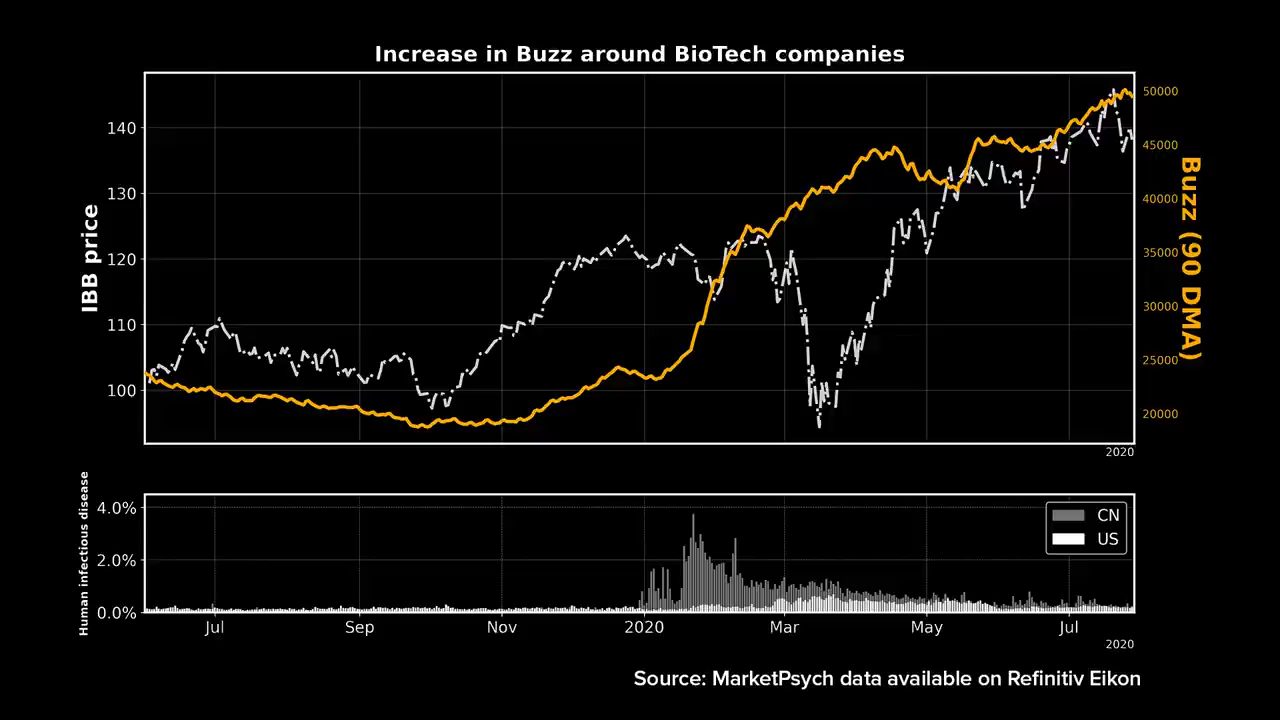 Increase in Buzz around BioTech companies
IBB price
140
130
120
110
100
50000
45000
40000
35000
30000
25000
20000
Buzz (90 DMA)
2020
Human infectious disease
4.0%
2.0%
0.0%
CN
US
Jul Sep Nov 2020 Mar May Jul
2020
Source: MarketPsych data available on Refinitiv Eikon